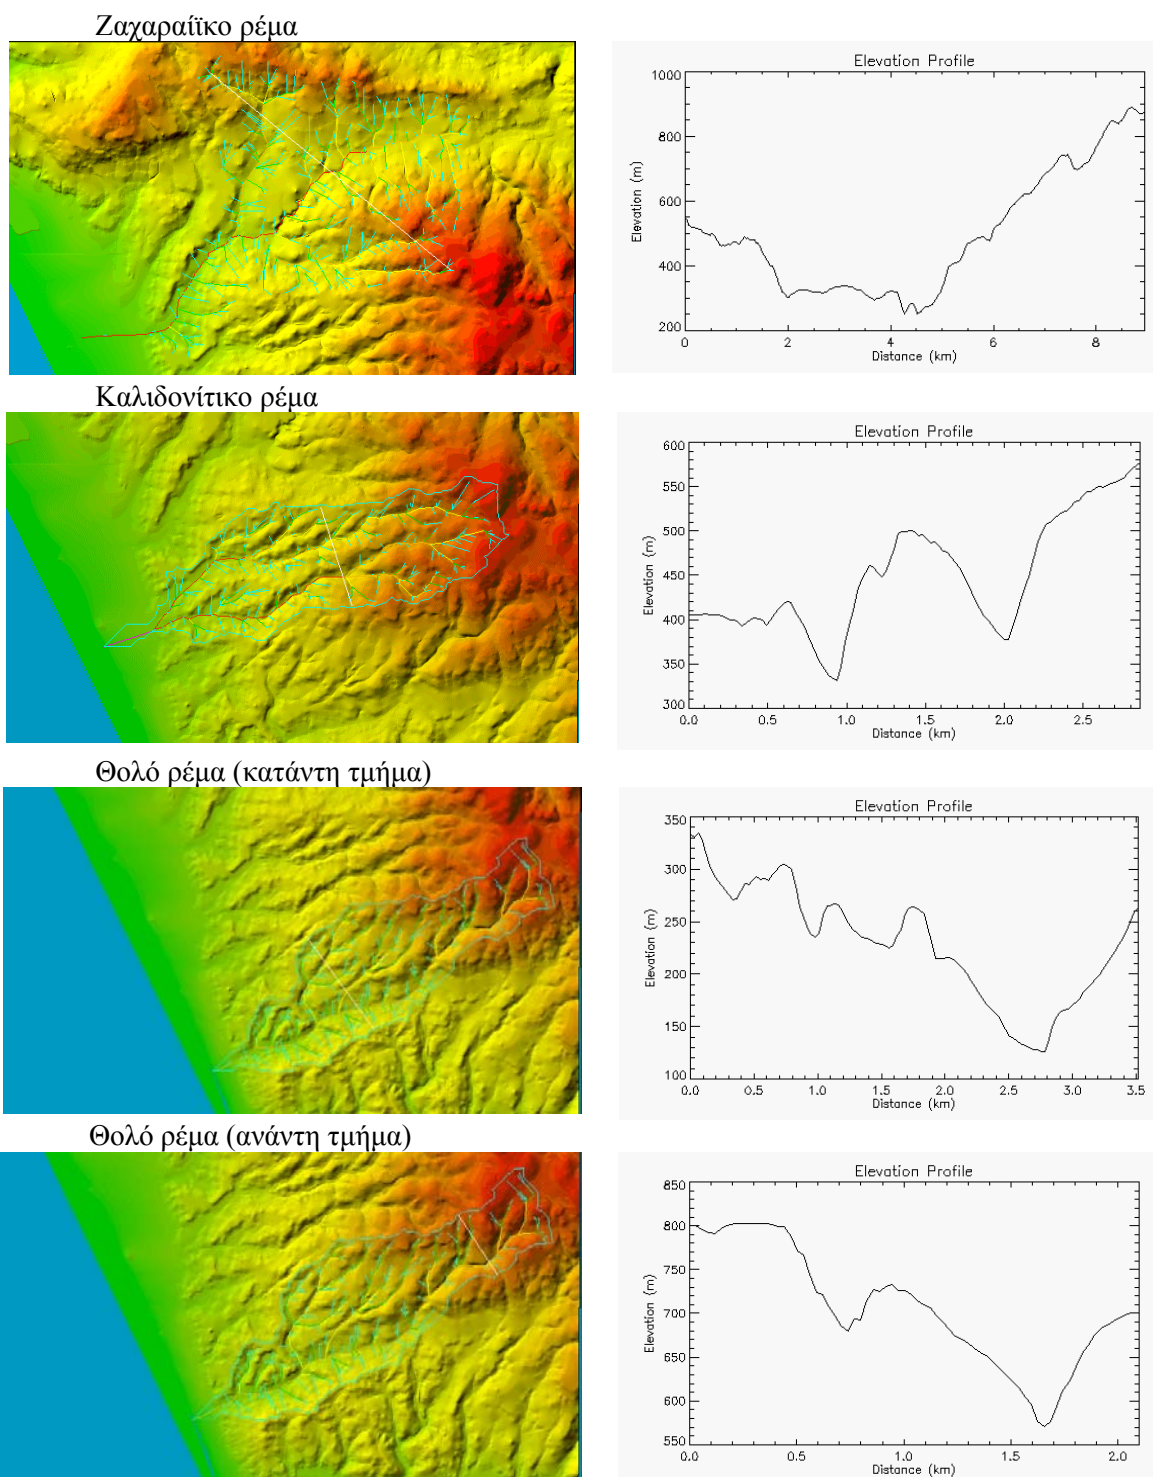 Ζαχαραίϊκο ρέμα
Elevation Profile
1000
800
600
400
200
Elevation (m)
0 2 4 6 8
Distance (km)
Καλιδονίτικο ρέμα
Elevation Profile
600
550
500
450
400
350
300
Elevation (m)
0.0 0.5 1.0 1.5 2.0 2.5
Distance (km)
Θολό ρέμα (κατάντη τμήμα)
Elevation Profile
350
300
250
200
150
100
Elevation (m)
0.0 0.5 1.0 1.5 2.0 2.5 3.0 3.5
Distance (km)
Θολό ρέμα (ανάντη τμήμα)
Elevation Profile
850
800
750
700
650
600
550
Elevation (m)
0.0 0.5 1.0 1.5 2.0
Distance (km)